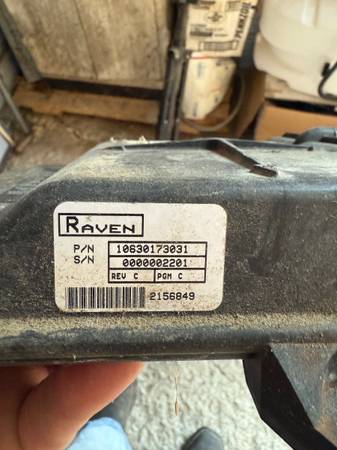 RAVEN
P/N 10630173031
S/N 0000002201
REV C PGM C
2156849